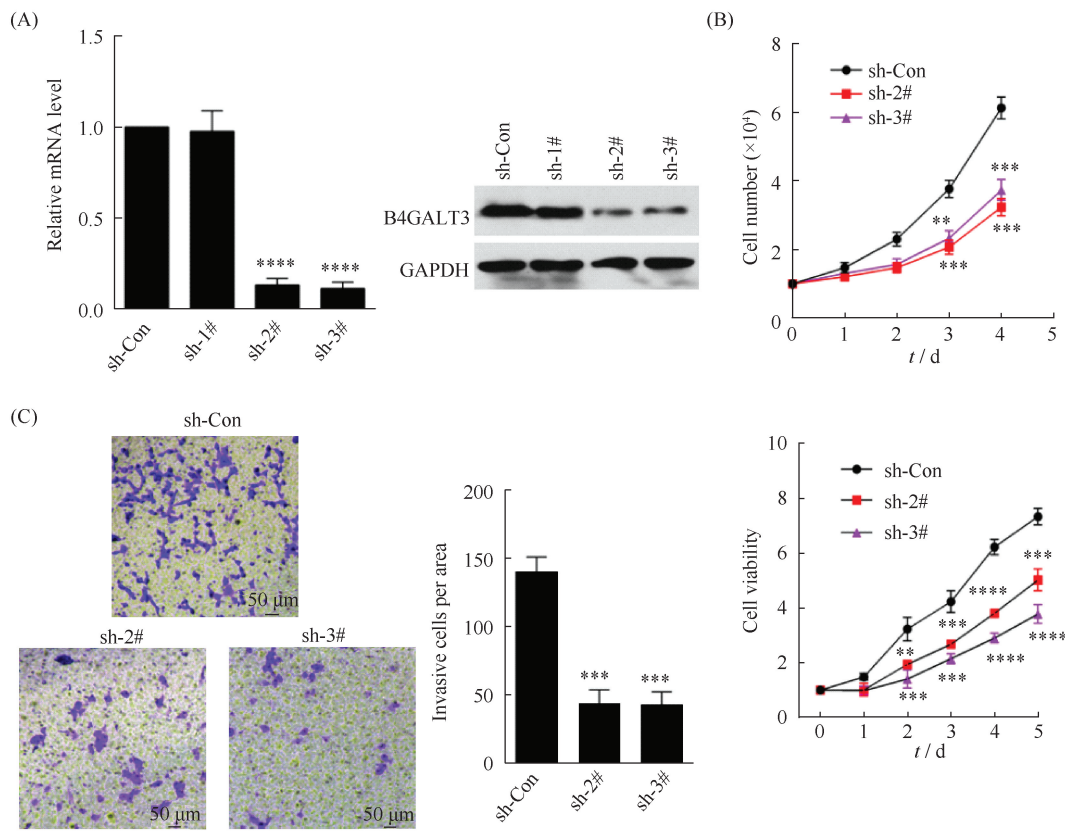 (A)
1.5
1.0
0.5
0.0
Relative mRNA level
****
****
sh-Con
sh-1#
sh-2#
sh-3#
sh-Con
sh-1#
sh-2#
sh-3#
B4GALT3
GAPDH
(B)
8
6
4
2
0
Cell number (×10⁴)
sh-Con
sh-2#
sh-3#
***
**
***
***
0 1 2 3 4 5
t / d
(C)
sh-Con
50 μm
sh-2#
50 μm
sh-3#
50 μm
200
150
100
50
0
Invasive cells per area
***
***
sh-Con
sh-2#
sh-3#
8
6
4
2
0
Cell viability
sh-Con
sh-2#
sh-3#
***
****
***
**
****
****
***
***
0 1 2 3 4 5
t / d